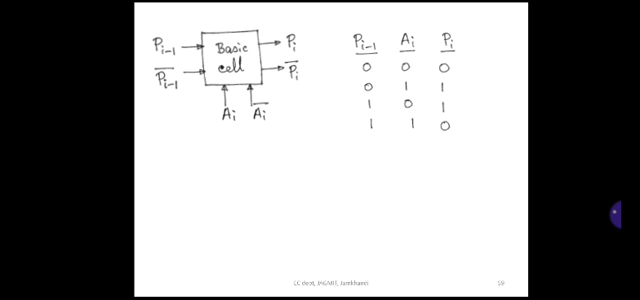 P̅i-1 Ai Pi
Pi-1 Basic Pi
P̅i-1 cell P̅i
Ai A̅i
Pi-1 Ai Pi
0 0 0
0 1 1
1 0 1
1 1 0
59